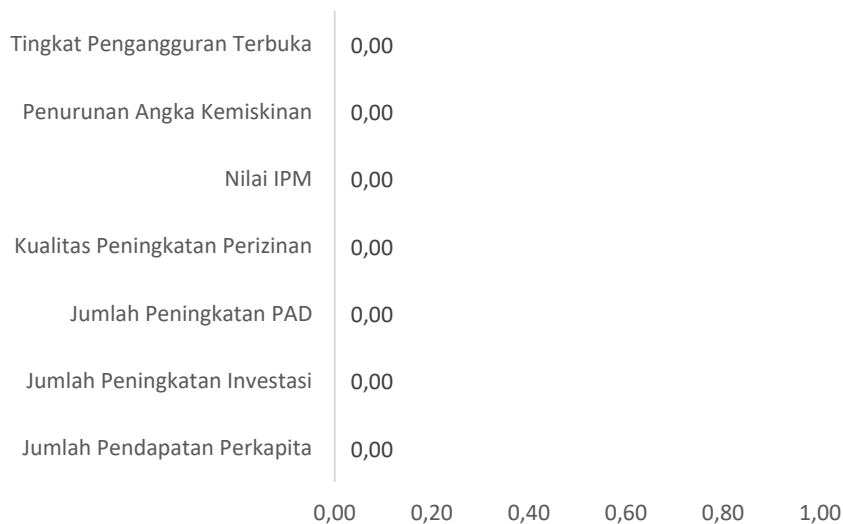 Tingkat Pengangguran Terbuka 0,00
Penurunan Angka Kemiskinan 0,00
Nilai IPM 0,00
Kualitas Peningkatan Perizinan 0,00
Jumlah Peningkatan PAD 0,00
Jumlah Peningkatan Investasi 0,00
Jumlah Pendapatan Perkapita 0,00
0,00 0,20 0,40 0,60 0,80 1,00